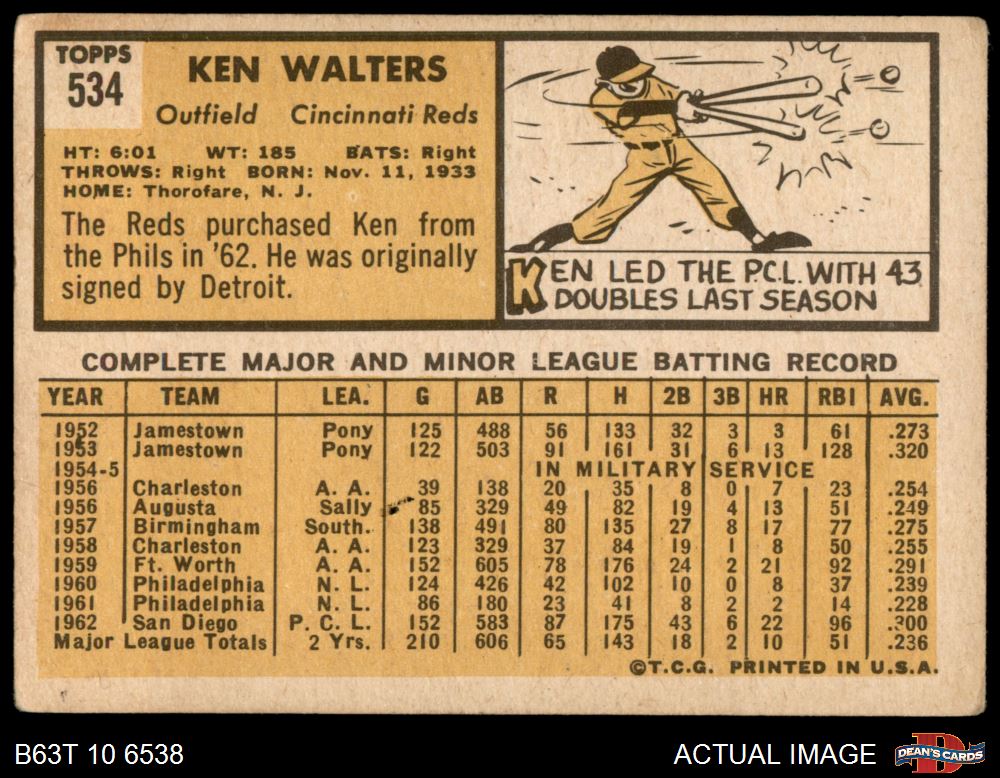 TOPPS
534
KEN WALTERS
Outfield Cincinnati Reds
HT: 6:01 WT: 185 BATS: Right
THROWS: Right BORN: Nov. 11, 1933
HOME: Thorofare, N. J.
The Reds purchased Ken from
the Phils in '62. He was originally
signed by Detroit.
KEN LED THE P.C.L. WITH 43
DOUBLES LAST SEASON
COMPLETE MAJOR AND MINOR LEAGUE BATTING RECORD
YEAR TEAM LEA. G AB R H 2B 3B HR RBI AVG.
1952 Jamestown Pony 125 488 56 133 32 3 3 61 .273
1953 Jamestown Pony 122 503 91 161 31 6 13 128 .320
1954-5 IN MILITARY SERVICE
1956 Charleston A. A. 39 138 20 35 8 0 7 23 .254
1956 Augusta Sally 85 329 49 82 19 4 13 51 .249
1957 Birmingham South. 138 491 80 135 27 8 17 77 .275
1958 Charleston A. A. 123 329 37 84 19 1 8 50 .255
1959 Ft. Worth A. A. 152 605 78 176 24 2 21 92 .291
1960 Philadelphia N. L. 124 426 42 102 10 0 8 37 .239
1961 Philadelphia N. L. 86 180 23 41 8 2 2 14 .228
1962 San Diego P. C. L. 152 583 87 175 43 6 22 96 .300
Major League Totals 2 Yrs. 210 606 65 143 18 2 10 51 .236
©T.C.G. PRINTED IN U.S.A.
B63T 10 6538 ACTUAL IMAGE DEAN'S CARDS